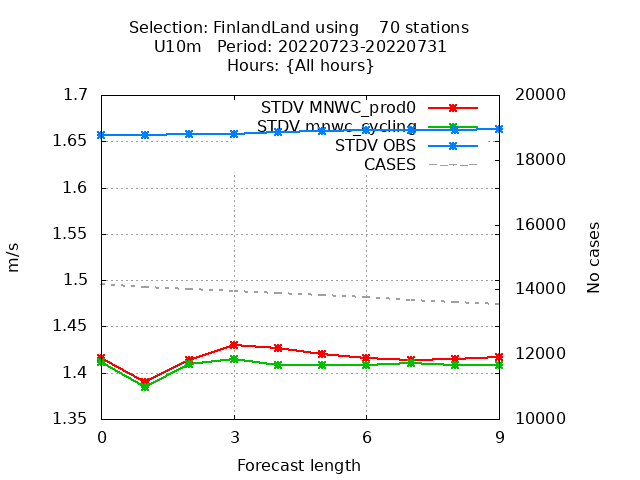 Selection: FinlandLand using    70 stations
U10m   Period: 20220723-20220731
Hours: {All hours}
STDV MNWC_prod0
STDV mnwc_cycling
STDV OBS
CASES
1.7
1.65
1.6
1.55
1.5
1.45
1.4
1.35
m/s
20000
18000
16000
14000
12000
10000
No cases
0 3 6 9
Forecast length